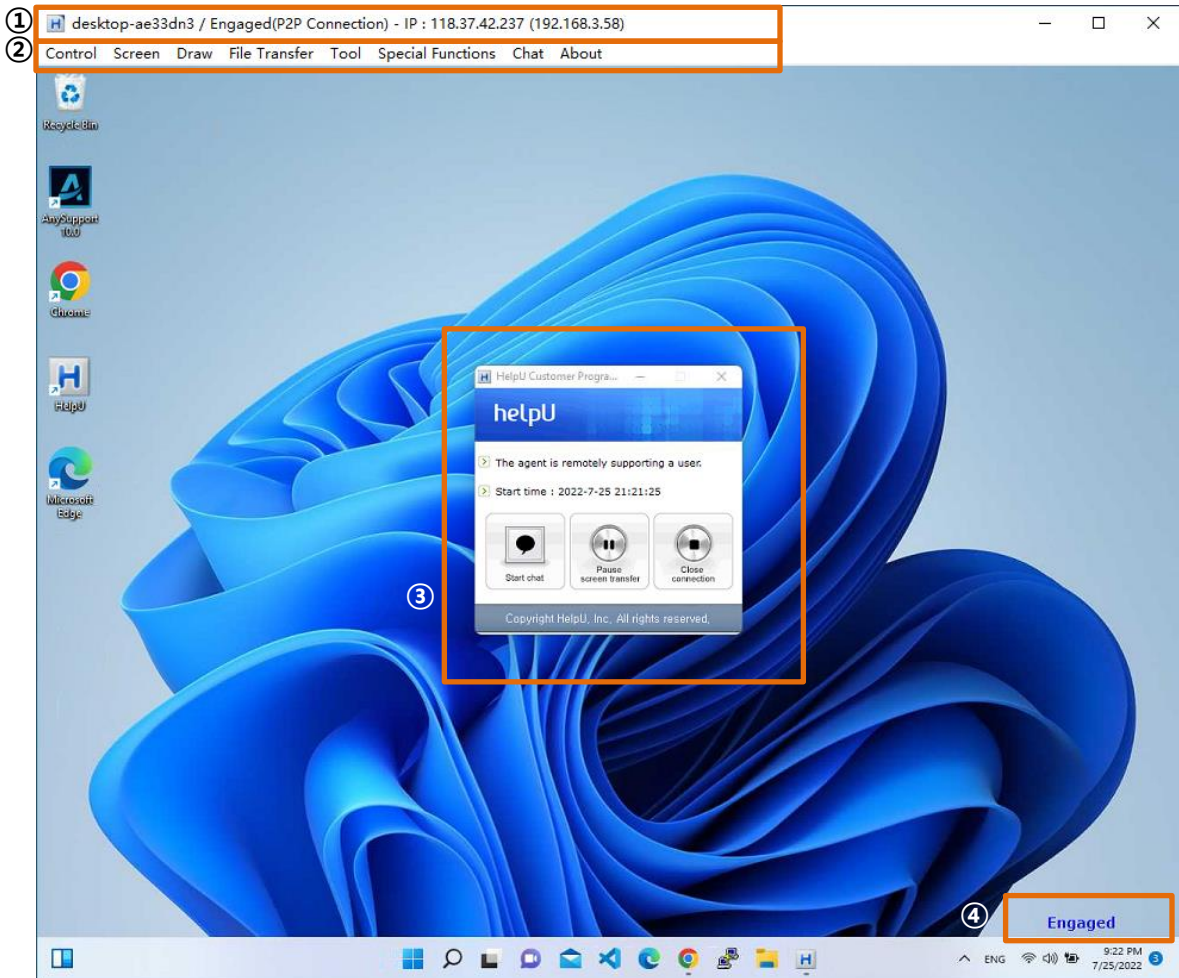 ①
desktop-ae33dn3 / Engaged(P2P Connection) - IP : 118.37.42.237 (192.168.3.58)
②
Control Screen Draw File Transfer Tool Special Functions Chat About
Recycle Bin
AnySupport
10.0
Chrome
HelpU
Microsoft
Edge
HelpU Customer Progra...
helpU
The agent is remotely supporting a user.
Start time : 2022-7-25 21:21:25
Start chat
Pause
screen transfer
Close
connection
③
Copyright HelpU, Inc, All rights reserved,
④
Engaged
ENG
9:22 PM
7/25/2022
3